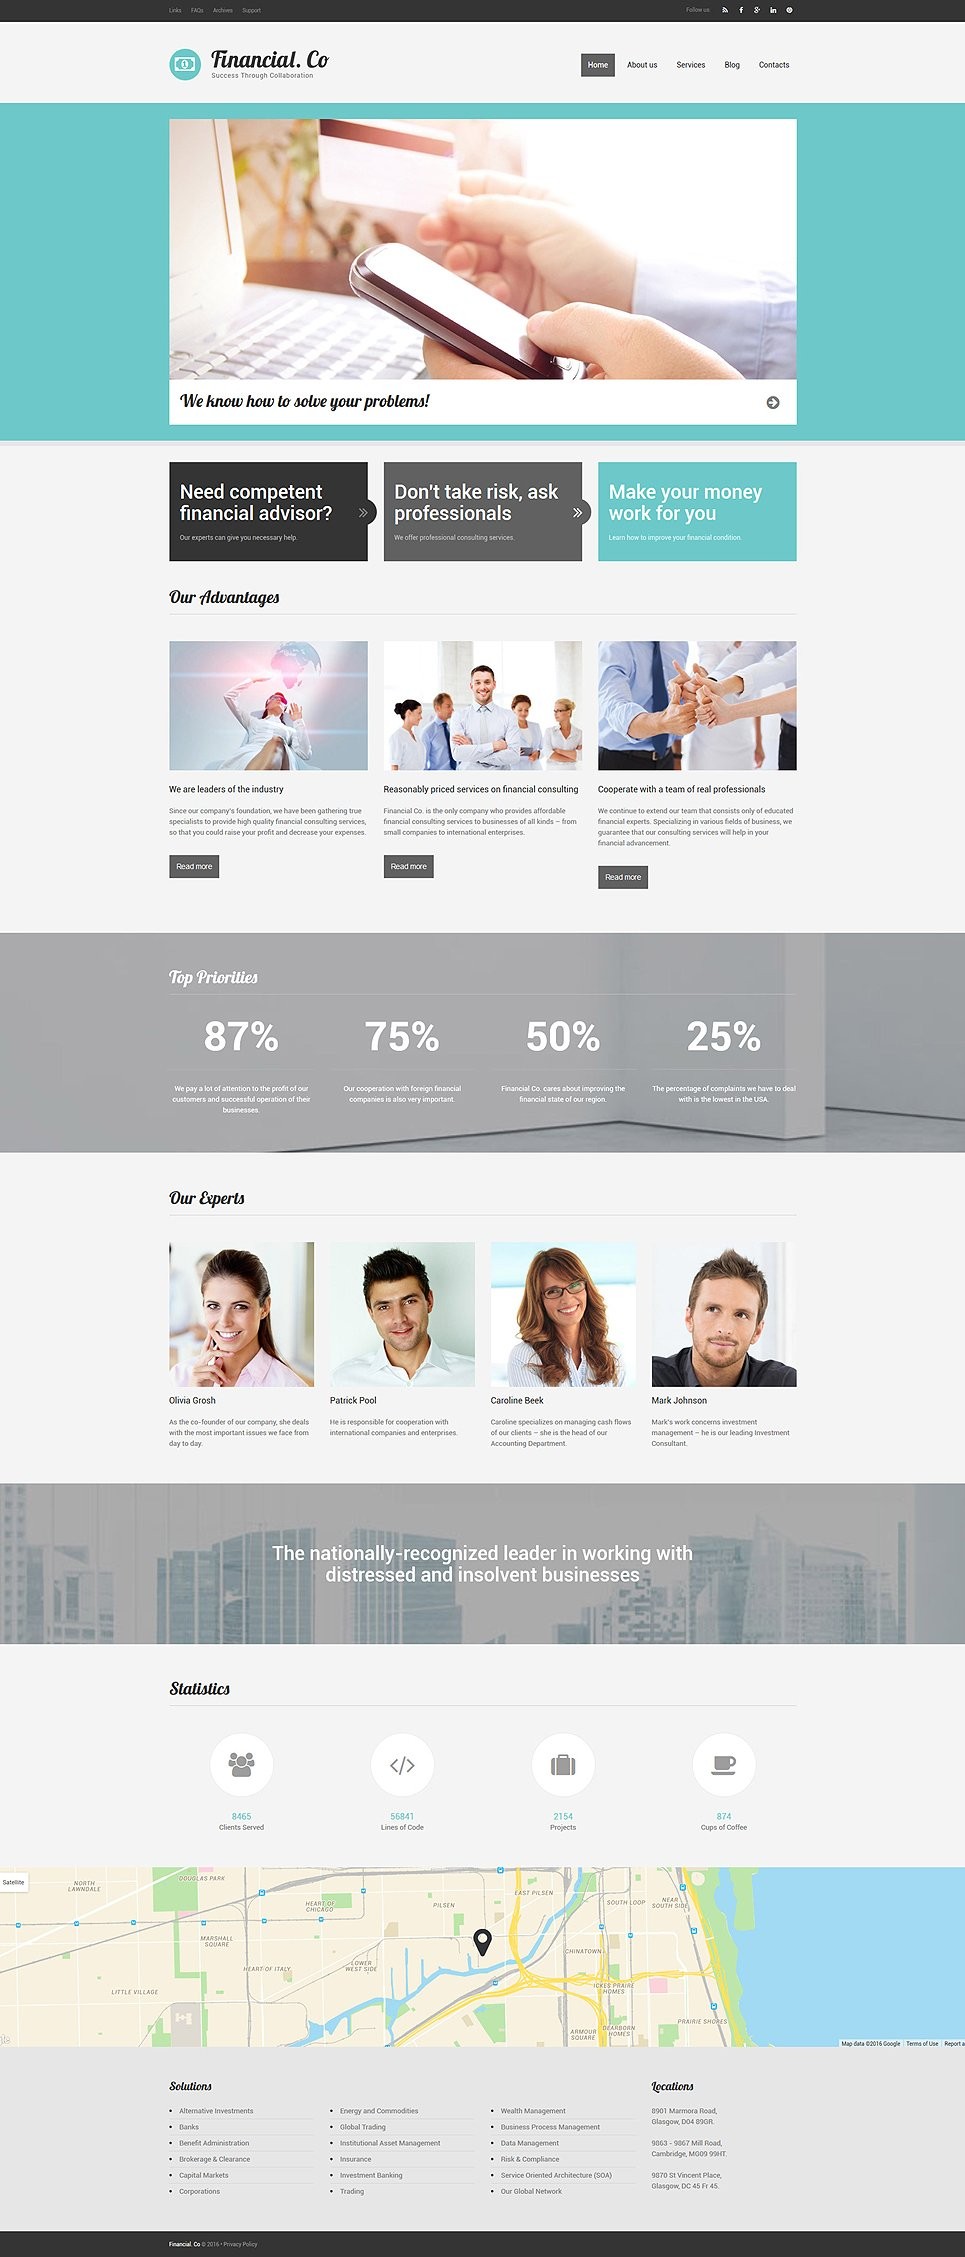 Links FAQs Archives Support
Follow us:
Financial. Co
Success Through Collaboration
Home About us Services Blog Contacts
We know how to solve your problems!
Need competent
financial advisor?
Our experts can give you necessary help.
Don't take risk, ask
professionals
We offer professional consulting services.
Make your money
work for you
Learn how to improve your financial condition.
Our Advantages
We are leaders of the industry
Since our company's foundation, we have been gathering true
specialists to provide high quality financial consulting services,
so that you could raise your profit and decrease your expenses.
Read more
Reasonably priced services on financial consulting
Financial Co. is the only company who provides affordable
financial consulting services to businesses of all kinds – from
small companies to international enterprises.
Read more
Cooperate with a team of real professionals
We continue to extend our team that consists only of educated
financial experts. Specializing in various fields of business, we
guarantee that our consulting services will help in your
financial advancement.
Read more
Top Priorities
87%
We pay a lot of attention to the profit of our
customers and successful operation of their
businesses.
75%
Our cooperation with foreign financial
companies is also very important.
50%
Financial Co. cares about improving the
financial state of our region.
25%
The percentage of complaints we have to deal
with is the lowest in the USA.
Our Experts
Olivia Grosh
As the co-founder of our company, she deals
with the most important issues we face from
day to day.
Patrick Pool
He is responsible for cooperation with
international companies and enterprises.
Caroline Beek
Caroline specializes on managing cash flows
of our clients – she is the head of our
Accounting Department.
Mark Johnson
Mark's work concerns investment
management – he is our leading Investment
Consultant.
The nationally-recognized leader in working with
distressed and insolvent businesses
Statistics
8465
Clients Served
56841
Lines of Code
2154
Projects
874
Cups of Coffee
Satellite
DOUGLAS PARK
NORTH
LAWNDALE
HEART OF
CHICAGO
PILSEN
EAST PILSEN
SOUTH LOOP
NEAR
SOUTH SIDE
MARSHALL
SQUARE
HEART OF ITALY
LOWER
WEST SIDE
CHINATOWN
LITTLE VILLAGE
ICKES PRAIRIE
HOMES
ARMOUR
SQUARE
DEARBORN
HOMES
PRAIRIE SHORES
Map data ©2016 Google Terms of Use Report a
Solutions
Alternative Investments
Banks
Benefit Administration
Brokerage & Clearance
Capital Markets
Corporations
Energy and Commodities
Global Trading
Institutional Asset Management
Insurance
Investment Banking
Trading
Wealth Management
Business Process Management
Data Management
Risk & Compliance
Service Oriented Architecture (SOA)
Our Global Network
Locations
8901 Marmora Road,
Glasgow, D04 89GR.
9863 - 9867 Mill Road,
Cambridge, MG09 99HT.
9870 St Vincent Place,
Glasgow, DC 45 Fr 45.
Financial. Co © 2016 • Privacy Policy